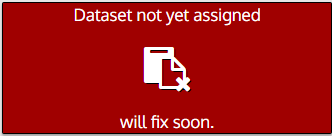 Dataset not yet assigned
will fix soon.